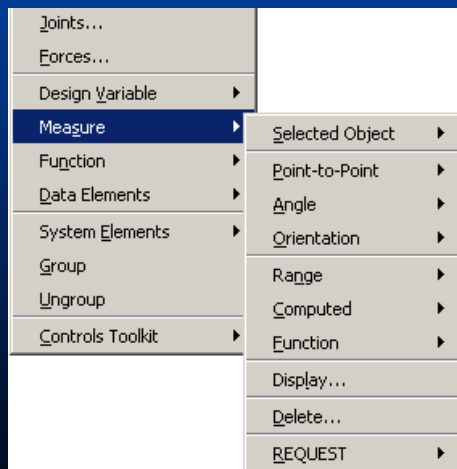 Joints...
Forces...
Design Variable
Measure
Function
Data Elements
System Elements
Group
Ungroup
Controls Toolkit
Selected Object
Point-to-Point
Angle
Orientation
Range
Computed
Function
Display...
Delete...
REQUEST